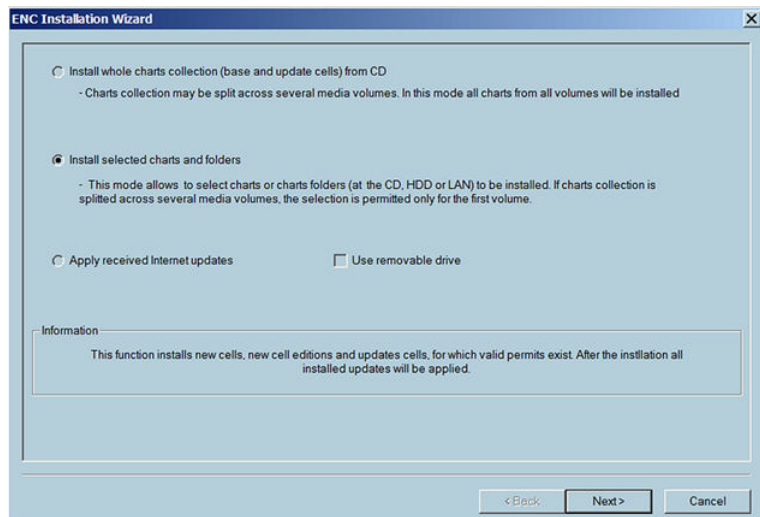 ENC Installation Wizard
Install whole charts collection (base and update cells) from CD
- Charts collection may be split across several media volumes. In this mode all charts from all volumes will be installed
Install selected charts and folders
- This mode allows to select charts or charts folders (at the CD, HDD or LAN) to be installed. If charts collection is
splitted across several media volumes, the selection is permitted only for the first volume.
Apply received Internet updates Use removable drive
Information
This function installs new cells, new cell editions and updates cells, for which valid permits exist. After the instllation all
installed updates will be applied.
< Back Next > Cancel